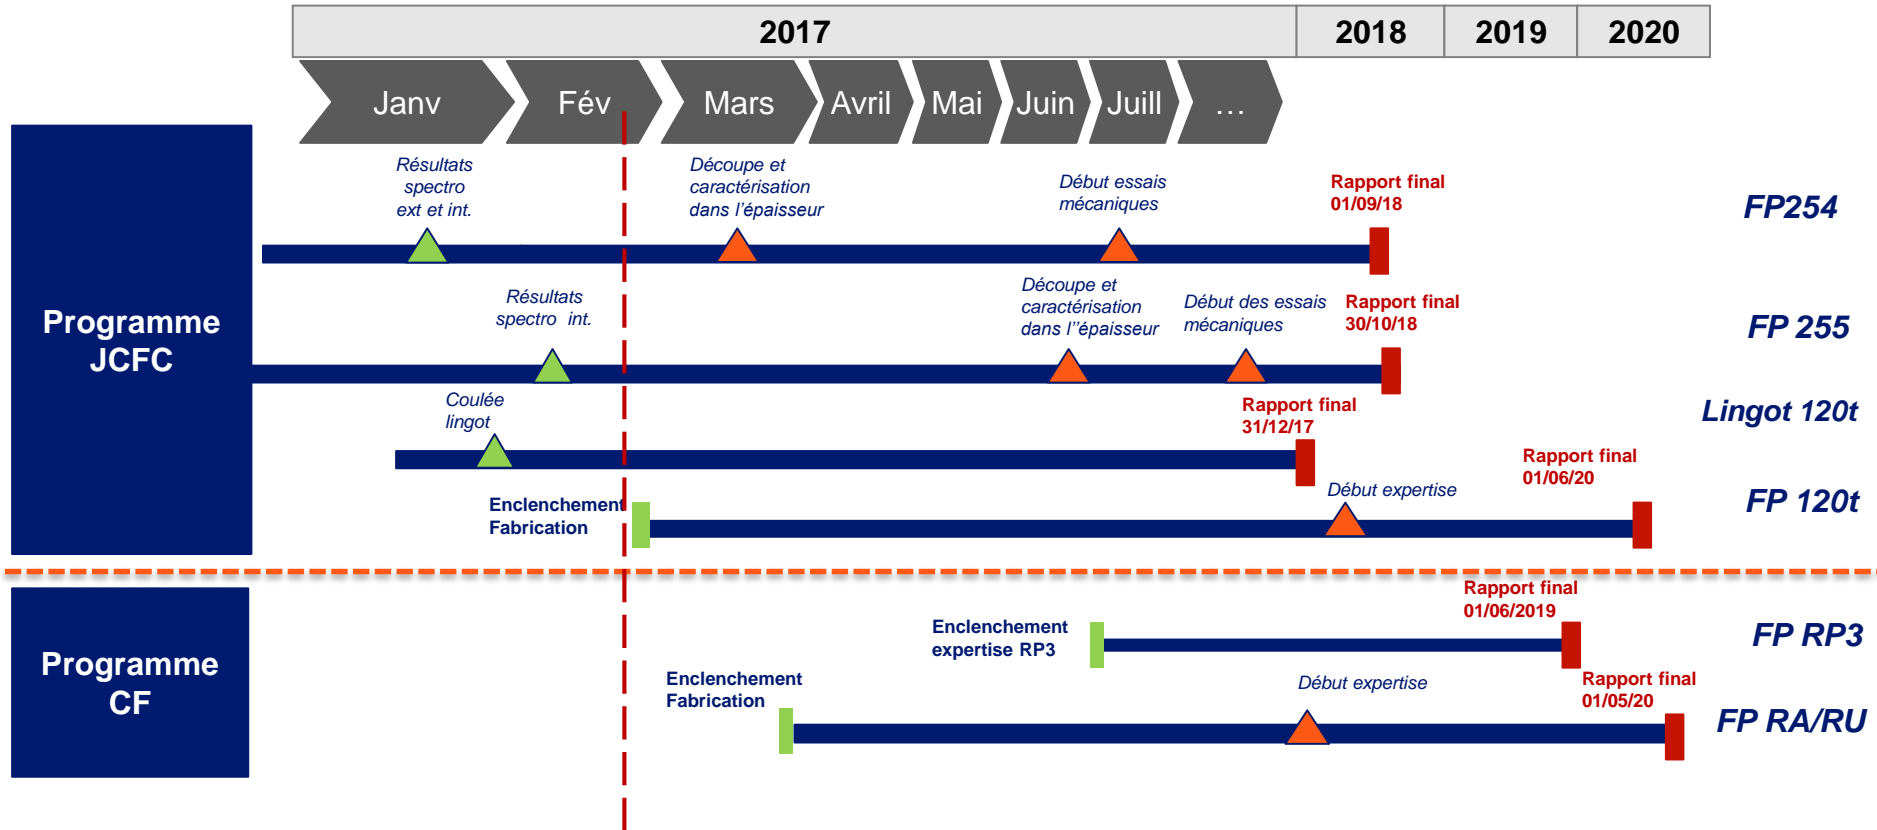 2017
2018
2019
2020
Janv
Fév
Mars
Avril
Mai
Juin
Juill
…
Programme
JCFC
Résultats
spectro
ext et int.
Découpe et
caractérisation
dans l’épaisseur
Début essais
mécaniques
Rapport final
01/09/18
FP254
Résultats
spectro int.
Découpe et
caractérisation
dans l’’épaisseur
Début des essais
mécaniques
Rapport final
30/10/18
FP 255
Coulée
lingot
Rapport final
31/12/17
Lingot 120t
Enclenchement
Fabrication
Début expertise
Rapport final
01/06/20
FP 120t
Programme
CF
Enclenchement
expertise RP3
Rapport final
01/06/2019
FP RP3
Enclenchement
Fabrication
Début expertise
Rapport final
01/05/20
FP RA/RU